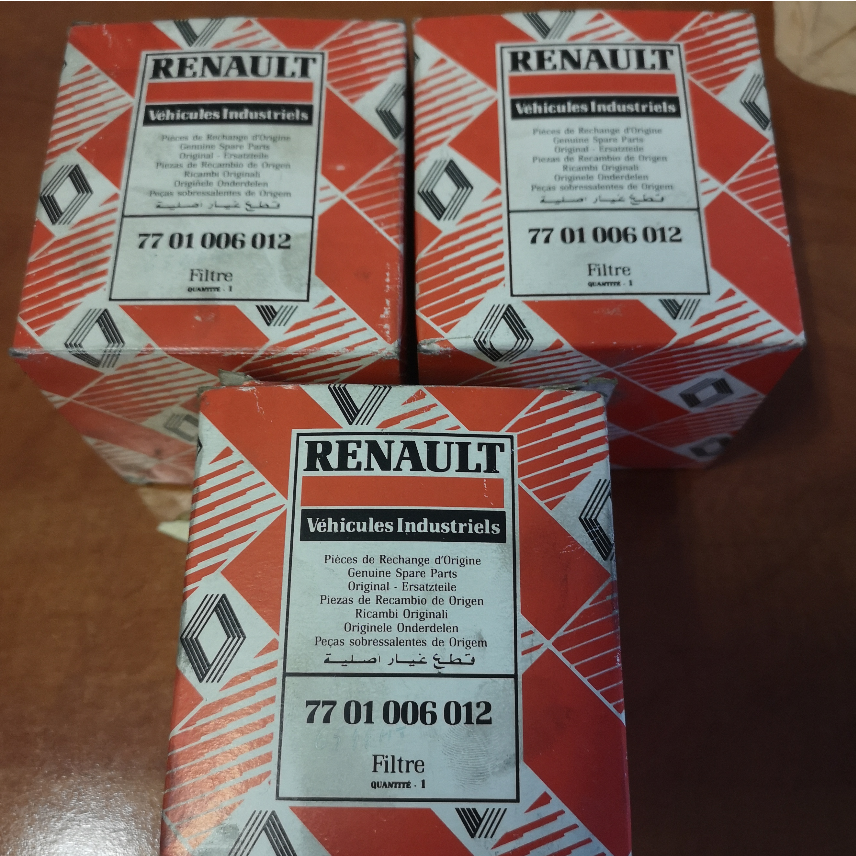 RENAULT
Véhicules Industriels
Pièces de Rechange d'Origine
Genuine Spare Parts
Original - Ersatzteile
Piezas de Recambio de Origen
Ricambi Originali
Originele Onderdelen
Peças sobressalentes de Origem
قطع غيار اصلية
77 01 006 012
Filtre
QUANTITÉ - 1
RENAULT
Véhicules Industriels
Pièces de Rechange d'Origine
Genuine Spare Parts
Original - Ersatzteile
Piezas de Recambio de Origen
Ricambi Originali
Originele Onderdelen
Peças sobressalentes de Origem
قطع غيار اصلية
77 01 006 012
Filtre
QUANTITÉ - 1
RENAULT
Véhicules Industriels
Pièces de Rechange d'Origine
Genuine Spare Parts
Original - Ersatzteile
Piezas de Recambio de Origen
Ricambi Originali
Originele Onderdelen
Peças sobressalentes de Origem
قطع غيار اصلية
77 01 006 012
Filtre
QUANTITÉ - 1